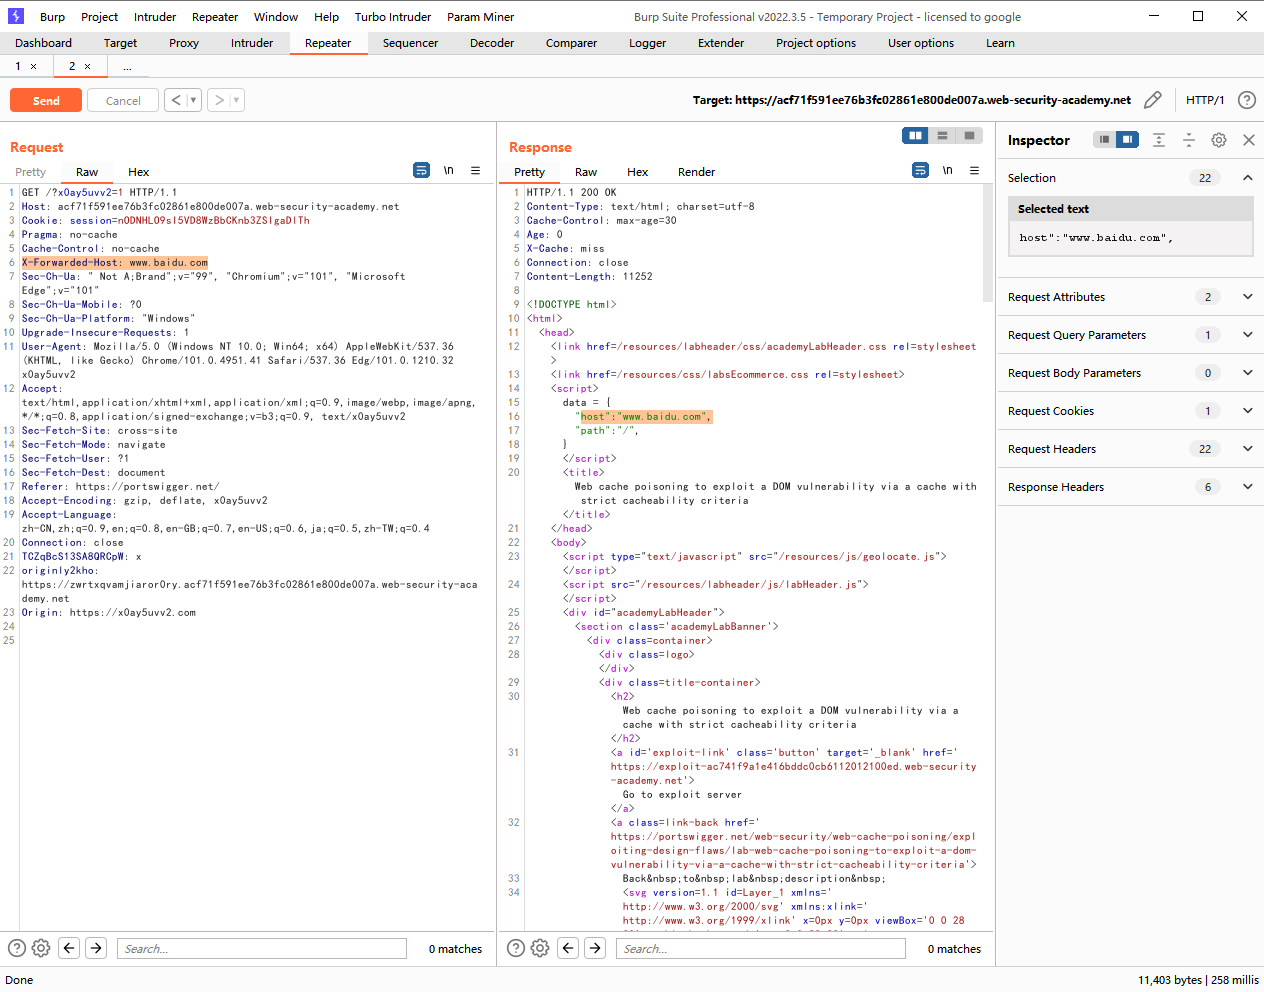 Burp Project Intruder Repeater Window Help Turbo Intruder Param Miner Burp Suite Professional v2022.3.5 - Temporary Project - licensed to google
Dashboard Target Proxy Intruder Repeater Sequencer Decoder Comparer Logger Extender Project options User options Learn
1 × 2 × ...
Send Cancel < > Target: https://acf71f591ee76b3fc02861e800de007a.web-security-academy.net HTTP/1
Request
Pretty Raw Hex \n
1 GET /?x0ay5uvv2=1 HTTP/1.1
2 Host: acf71f591ee76b3fc02861e800de007a.web-security-academy.net
3 Cookie: session=nODNHLO9sI5VD8WzBbCKnb3ZSIgaDlTh
4 Pragma: no-cache
5 Cache-Control: no-cache
6 X-Forwarded-Host: www.baidu.com
7 Sec-Ch-Ua: " Not A;Brand";v="99", "Chromium";v="101", "Microsoft
Edge";v="101"
8 Sec-Ch-Ua-Mobile: ?0
9 Sec-Ch-Ua-Platform: "Windows"
10 Upgrade-Insecure-Requests: 1
11 User-Agent: Mozilla/5.0 (Windows NT 10.0; Win64; x64) AppleWebKit/537.36
(KHTML, like Gecko) Chrome/101.0.4951.41 Safari/537.36 Edg/101.0.1210.32
x0ay5uvv2
12 Accept:
text/html,application/xhtml+xml,application/xml;q=0.9,image/webp,image/apng,
*/*;q=0.8,application/signed-exchange;v=b3;q=0.9, text/x0ay5uvv2
13 Sec-Fetch-Site: cross-site
14 Sec-Fetch-Mode: navigate
15 Sec-Fetch-User: ?1
16 Sec-Fetch-Dest: document
17 Referer: https://portswigger.net/
18 Accept-Encoding: gzip, deflate, x0ay5uvv2
19 Accept-Language:
zh-CN,zh;q=0.9,en;q=0.8,en-GB;q=0.7,en-US;q=0.6,ja;q=0.5,zh-TW;q=0.4
20 Connection: close
21 TCZqBcS13SA8QRCpW: x
22 originly2kho:
https://zwrtxqvamjiaror0ry.acf71f591ee76b3fc02861e800de007a.web-security-aca
demy.net
23 Origin: https://x0ay5uvv2.com
24
25
Search... 0 matches
Response
Pretty Raw Hex Render \n
1 HTTP/1.1 200 OK
2 Content-Type: text/html; charset=utf-8
3 Cache-Control: max-age=30
4 Age: 0
5 X-Cache: miss
6 Connection: close
7 Content-Length: 11252
8
9 <!DOCTYPE html>
10 <html>
11 <head>
12 <link href=/resources/labheader/css/academyLabHeader.css rel=stylesheet
>
13 <link href=/resources/css/labsEcommerce.css rel=stylesheet>
14 <script>
15 data = {
16 "host":"www.baidu.com",
17 "path":"/",
18 }
19 </script>
20 <title>
Web cache poisoning to exploit a DOM vulnerability via a cache with
strict cacheability criteria
</title>
21 </head>
22 <body>
23 <script type="text/javascript" src="/resources/js/geolocate.js">
</script>
24 <script src="/resources/labheader/js/labHeader.js">
</script>
25 <div id="academyLabHeader">
26 <section class='academyLabBanner'>
27 <div class=container>
28 <div class=logo>
</div>
29 <div class=title-container>
30 <h2>
Web cache poisoning to exploit a DOM vulnerability via a
cache with strict cacheability criteria
</h2>
31 <a id='exploit-link' class='button' target='_blank' href='
https://exploit-ac741f9a1e416bddc0cb6112012100ed.web-security
-academy.net'>
Go to exploit server
</a>
32 <a class=link-back href='
https://portswigger.net/web-security/web-cache-poisoning/expl
oiting-design-flaws/lab-web-cache-poisoning-to-exploit-a-dom-
vulnerability-via-a-cache-with-strict-cacheability-criteria'>
33 Back&nbsp;to&nbsp;lab&nbsp;description&nbsp;
34 <svg version=1.1 id=Layer_1 xmlns='
http://www.w3.org/2000/svg' xmlns:xlink='
http://www.w3.org/1999/xlink' x=0px y=0px viewBox='0 0 28
Search... 0 matches
Inspector
Selection 22
Selected text
host":"www.baidu.com",
Request Attributes 2
Request Query Parameters 1
Request Body Parameters 0
Request Cookies 1
Request Headers 22
Response Headers 6
Done 11,403 bytes | 258 millis